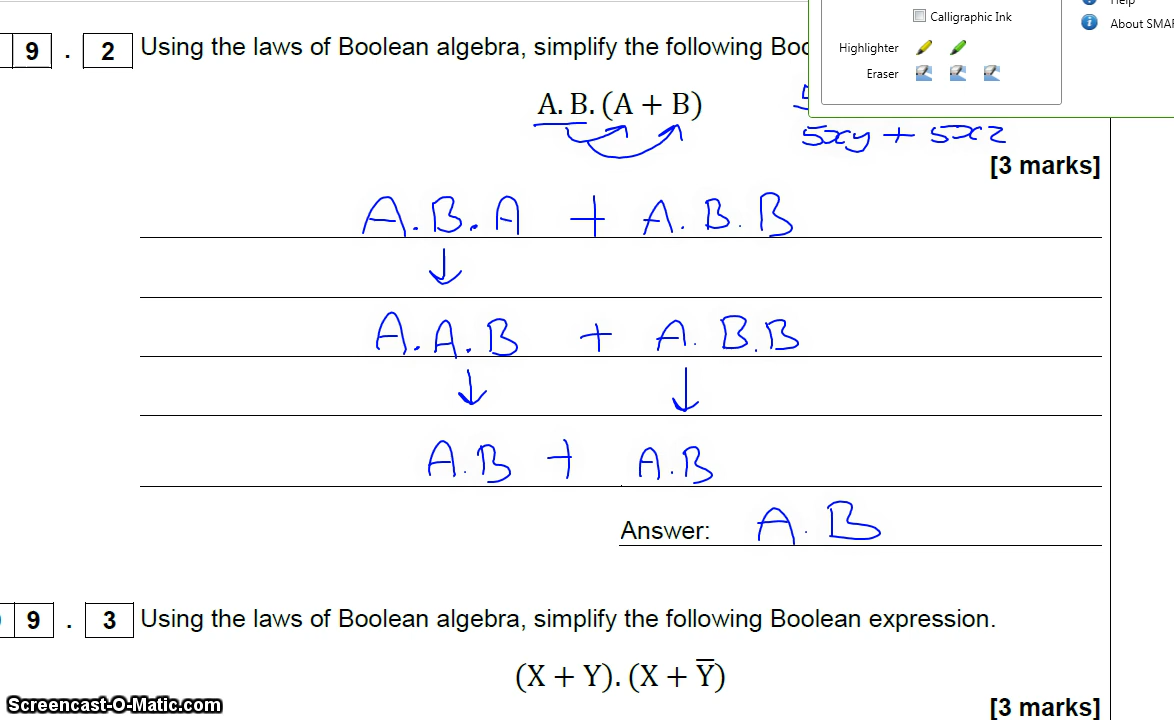 Help
Calligraphic Ink
About SMA
Highlighter
Eraser
9 . 2 Using the laws of Boolean algebra, simplify the following Boo
A. B. (A + B)
5xy + 5xz
[3 marks]
A.B.A + A.B.B
A.A.B + A.B.B
A.B + A.B
Answer: A.B
9 . 3 Using the laws of Boolean algebra, simplify the following Boolean expression.
(X + Y). (X + Y̅)
Screencast-O-Matic.com
[3 marks]